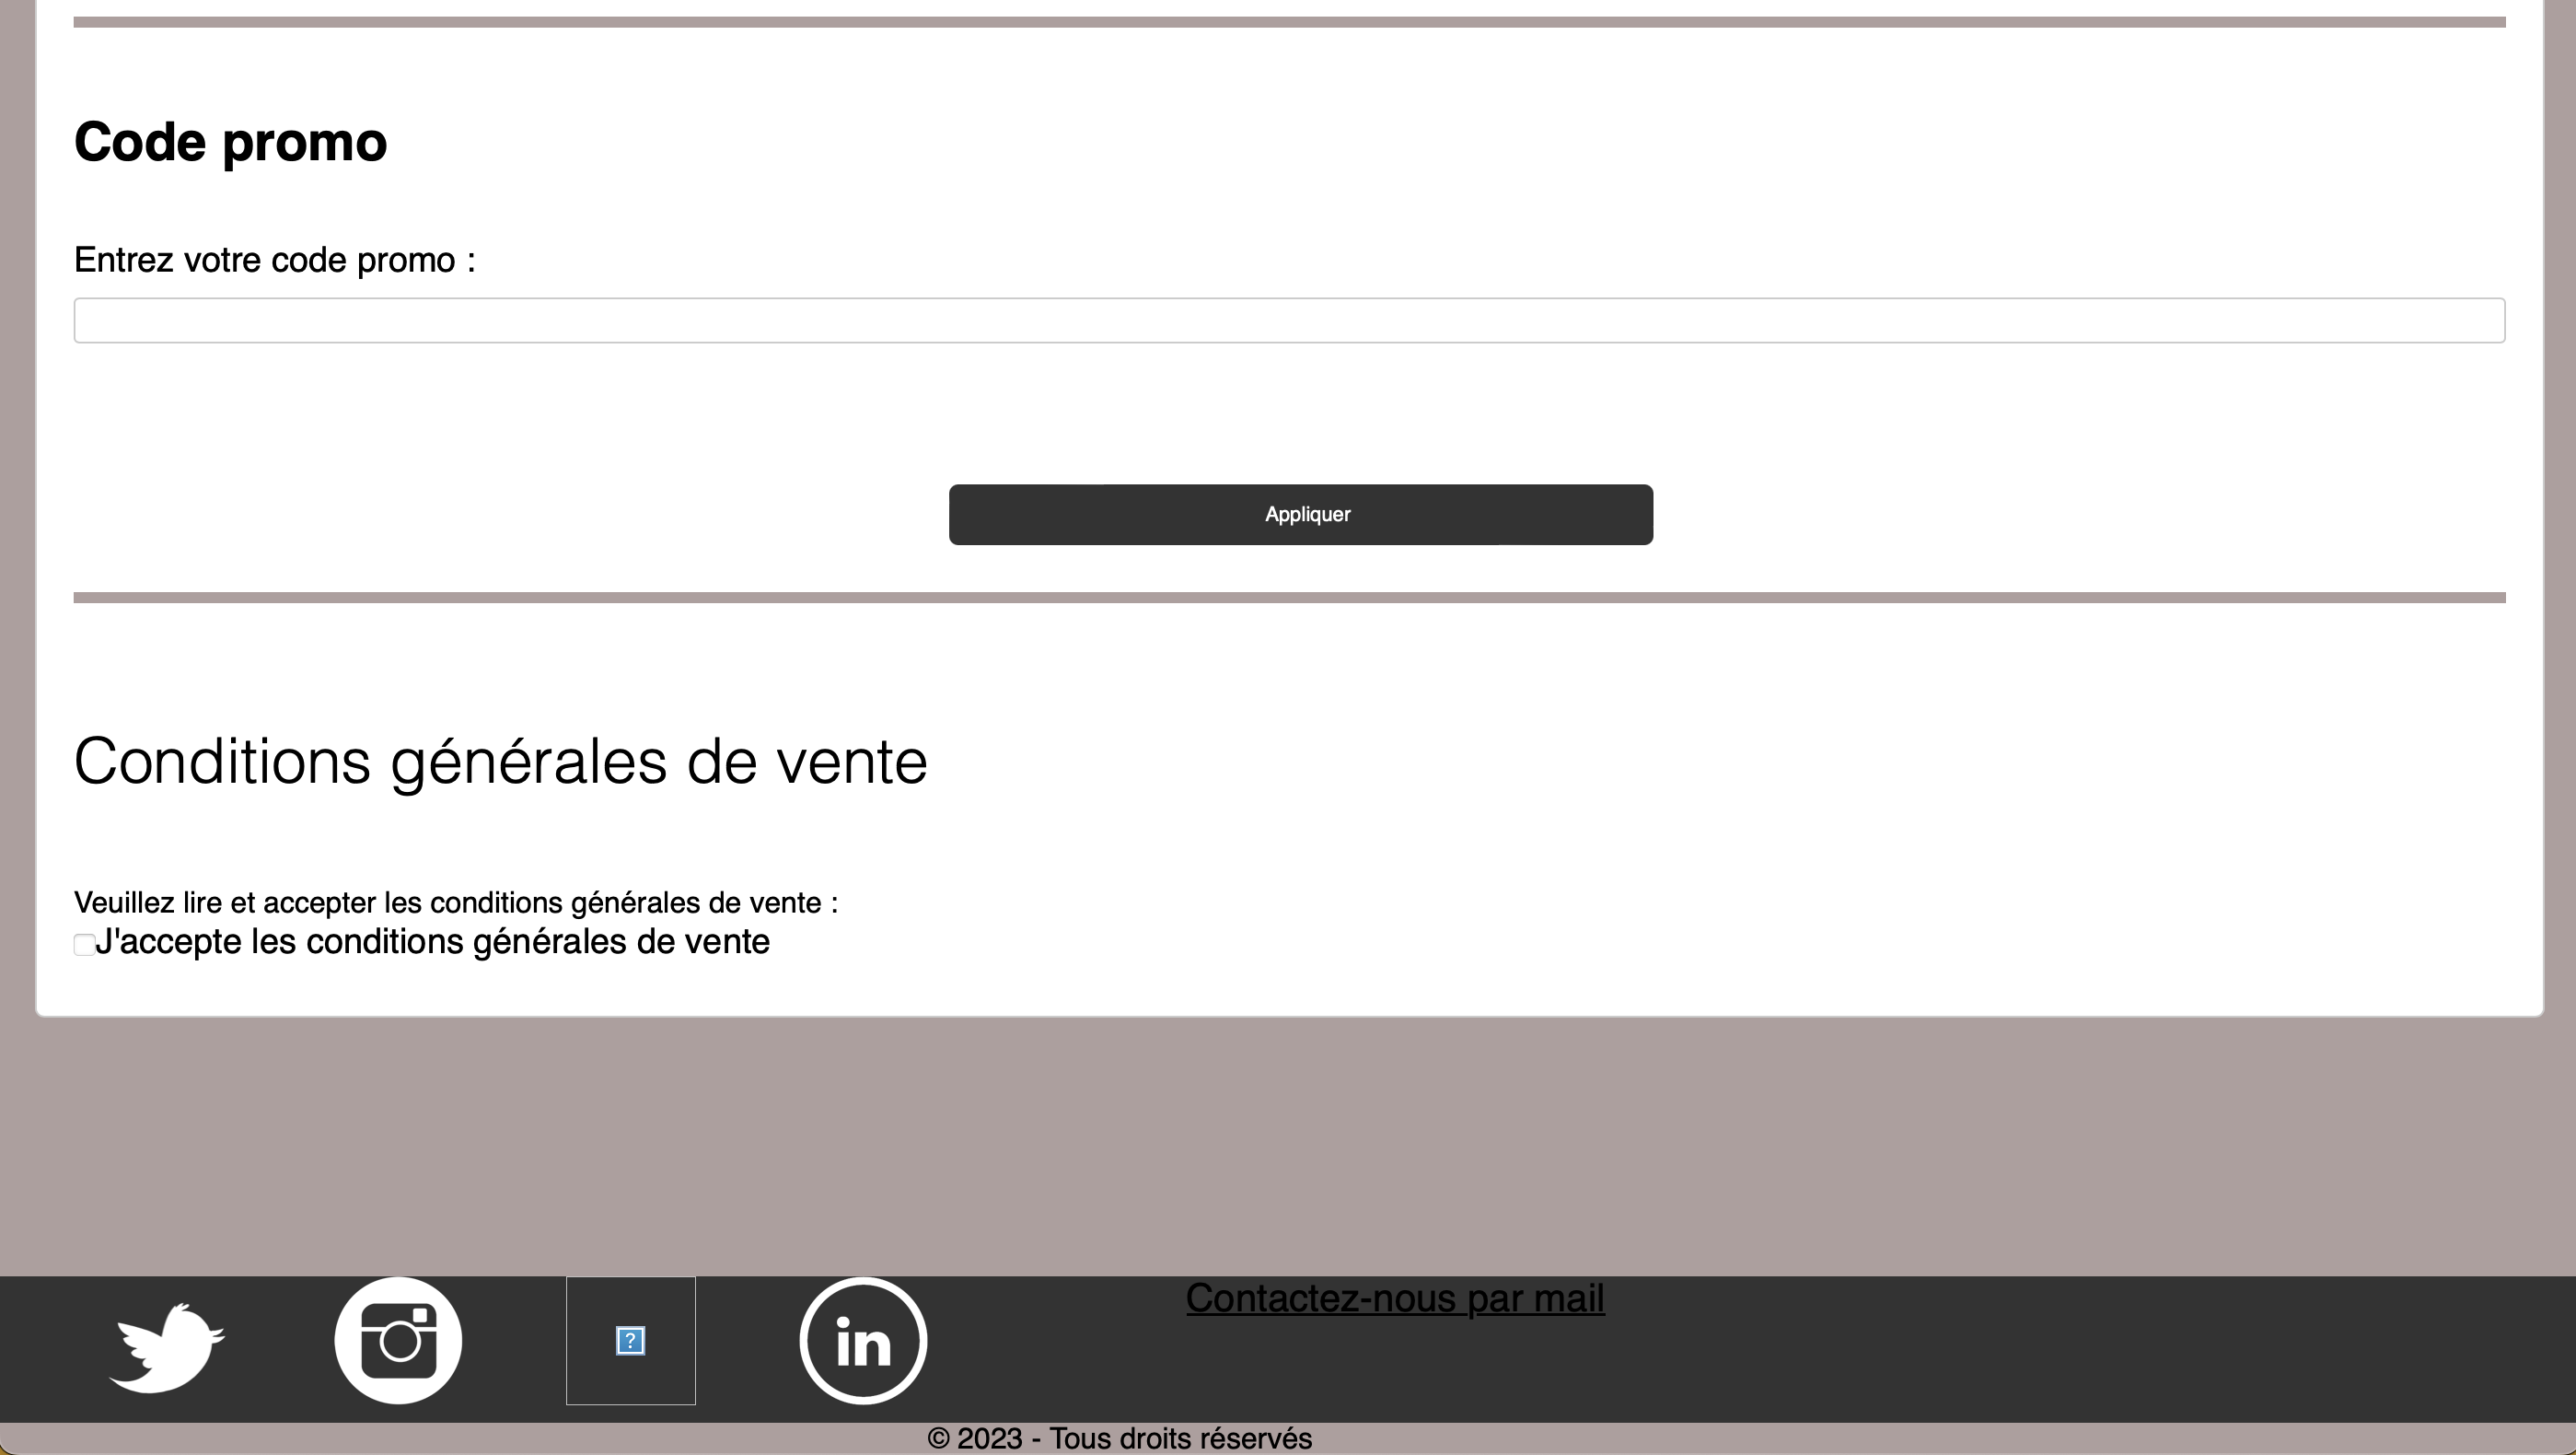 Code promo
Entrez votre code promo :
Appliquer
Conditions générales de vente
Veuillez lire et accepter les conditions générales de vente :
J'accepte les conditions générales de vente
?
in
Contactez-nous par mail
© 2023 - Tous droits réservés